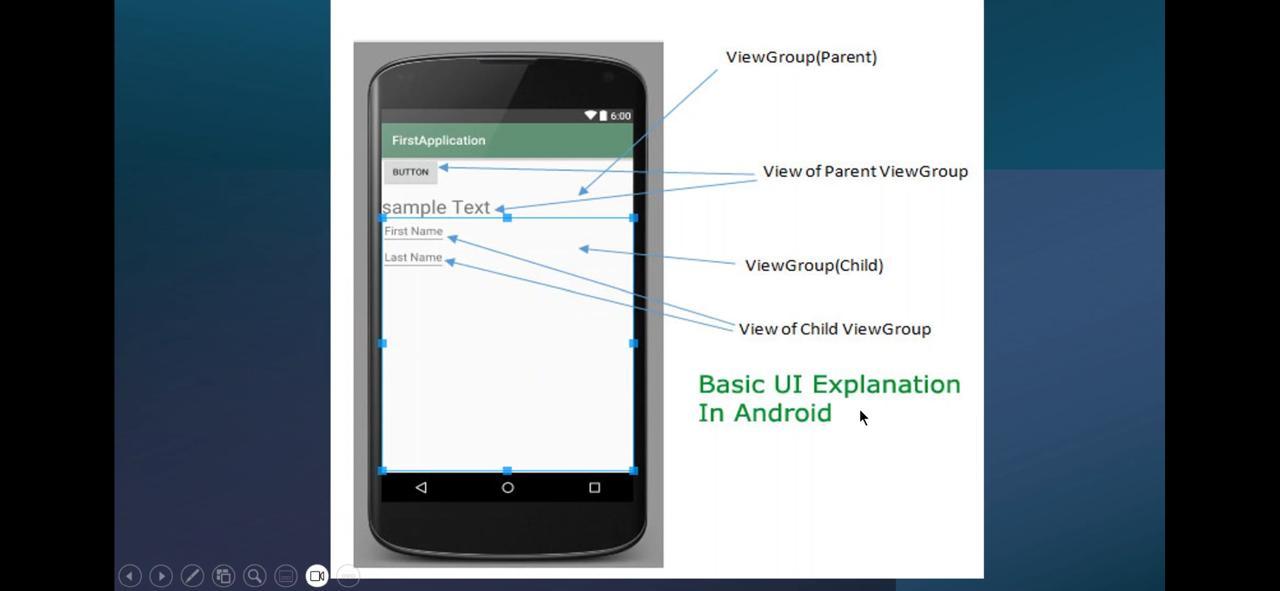 ViewGroup(Parent)
6:00
FirstApplication
BUTTON
View of Parent ViewGroup
sample Text
First Name
Last Name
ViewGroup(Child)
View of Child ViewGroup
Basic UI Explanation
In Android